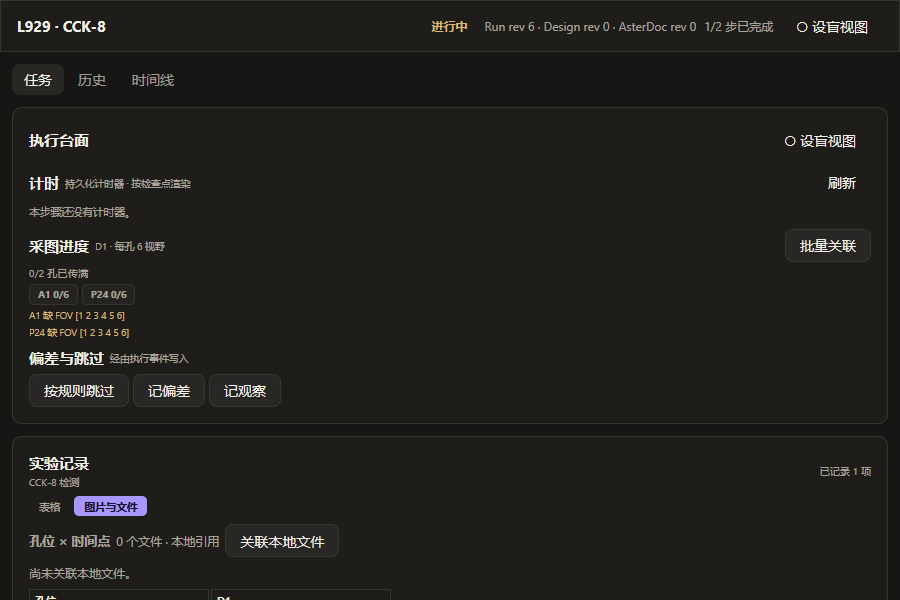 L929 · CCK-8
进行中 Run rev 6 · Design rev 0 · AsterDoc rev 0 1/2 步已完成 设盲视图
任务 历史 时间线
执行台面 设盲视图
计时 持久化计时器 · 按检查点渲染 刷新
本步骤还没有计时器。
采图进度 D1 · 每孔 6 视野 批量关联
0/2 孔已传满
A1 0/6 P24 0/6
A1 缺 FOV [1 2 3 4 5 6]
P24 缺 FOV [1 2 3 4 5 6]
偏差与跳过 经由执行事件写入
按规则跳过 记偏差 记观察
实验记录 已记录 1 项
CCK-8 检测
表格 图片与文件
孔位 × 时间点 0 个文件 · 本地引用 关联本地文件
尚未关联本地文件。
孔位 D1